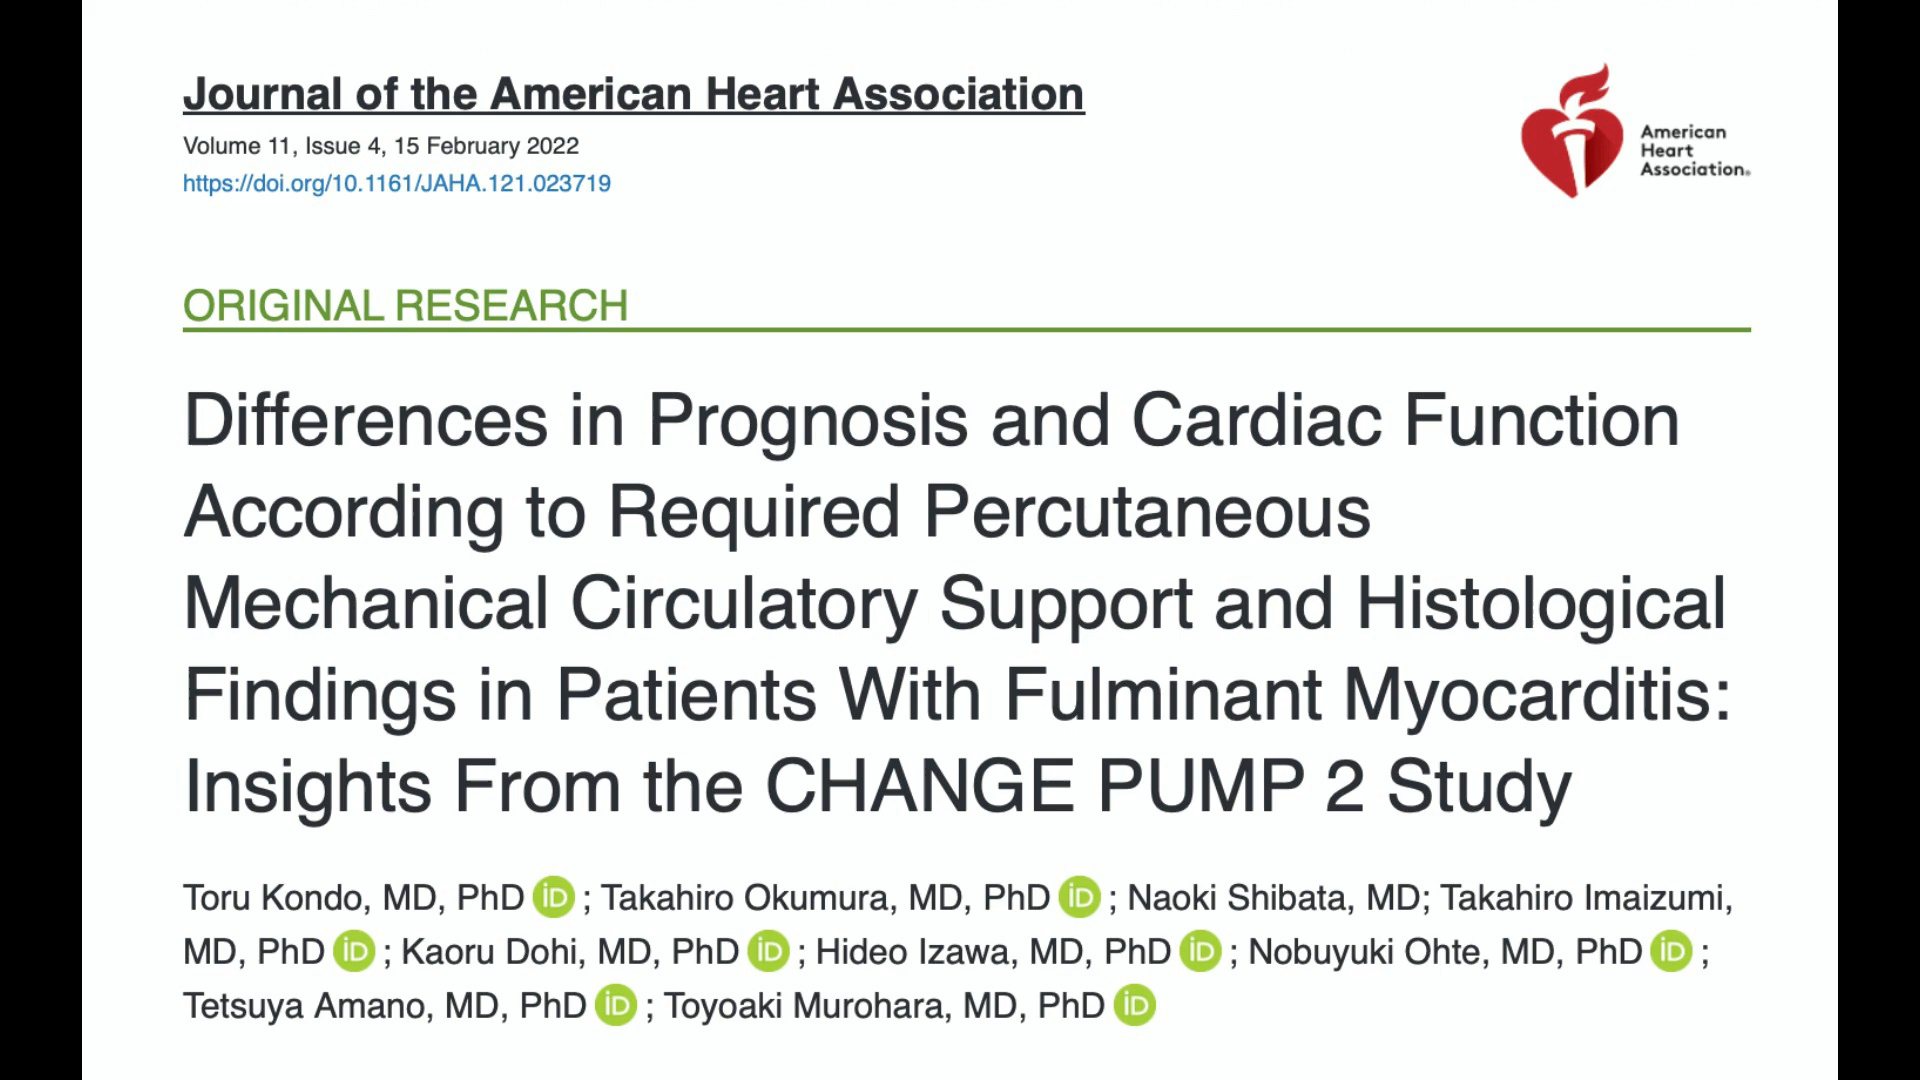 Journal of the American Heart Association
Volume 11, Issue 4, 15 February 2022
https://doi.org/10.1161/JAHA.121.023719
American
Heart
Association®
ORIGINAL RESEARCH
Differences in Prognosis and Cardiac Function
According to Required Percutaneous
Mechanical Circulatory Support and Histological
Findings in Patients With Fulminant Myocarditis:
Insights From the CHANGE PUMP 2 Study
Toru Kondo, MD, PhD iD ; Takahiro Okumura, MD, PhD iD ; Naoki Shibata, MD; Takahiro Imaizumi,
MD, PhD iD ; Kaoru Dohi, MD, PhD iD ; Hideo Izawa, MD, PhD iD ; Nobuyuki Ohte, MD, PhD iD ;
Tetsuya Amano, MD, PhD iD ; Toyoaki Murohara, MD, PhD iD